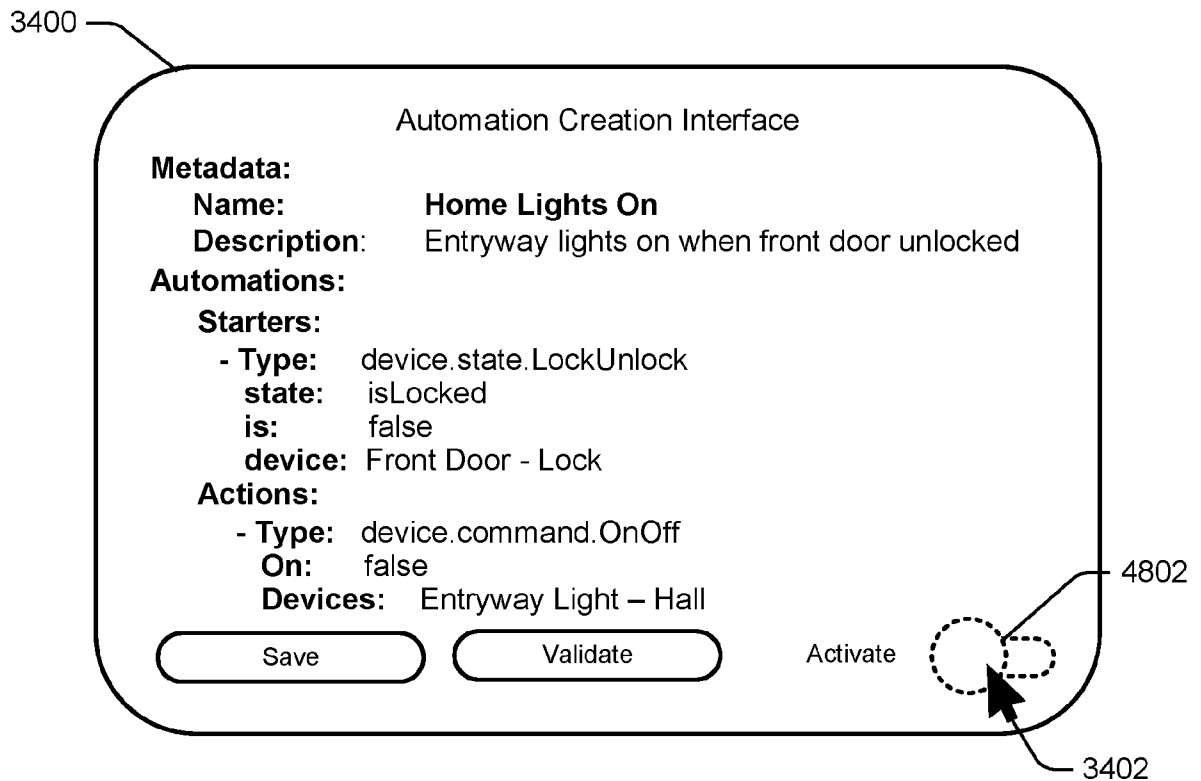 3400
Automation Creation Interface
Metadata:
Name: Home Lights On
Description: Entryway lights on when front door unlocked
Automations:
Starters:
- Type: device.state.LockUnlock
state: isLocked
is: false
device: Front Door - Lock
Actions:
- Type: device.command.OnOff
On: false
Devices: Entryway Light – Hall
4802
Save Validate Activate
3402